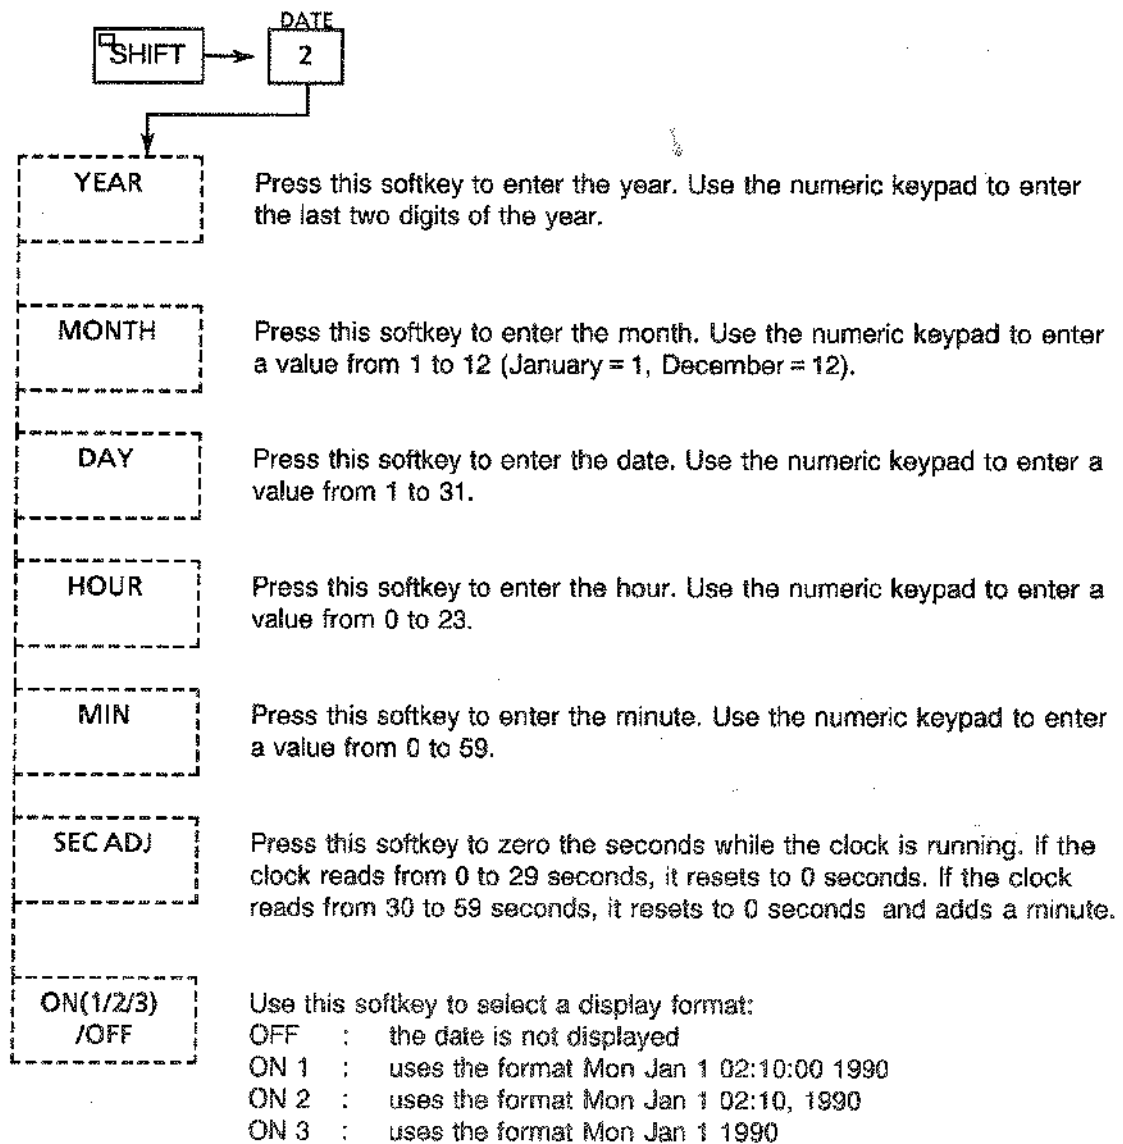 DATE
SHIFT 2
YEAR
Press this softkey to enter the year. Use the numeric keypad to enter
the last two digits of the year.
MONTH
Press this softkey to enter the month. Use the numeric keypad to enter
a value from 1 to 12 (January = 1, December = 12).
DAY
Press this softkey to enter the date. Use the numeric keypad to enter a
value from 1 to 31.
HOUR
Press this softkey to enter the hour. Use the numeric keypad to enter a
value from 0 to 23.
MIN
Press this softkey to enter the minute. Use the numeric keypad to enter
a value from 0 to 59.
SEC ADJ
Press this softkey to zero the seconds while the clock is running. If the
clock reads from 0 to 29 seconds, it resets to 0 seconds. If the clock
reads from 30 to 59 seconds, it resets to 0 seconds and adds a minute.
ON(1/2/3)
/OFF
Use this softkey to select a display format:
OFF : the date is not displayed
ON 1 : uses the format Mon Jan 1 02:10:00 1990
ON 2 : uses the format Mon Jan 1 02:10, 1990
ON 3 : uses the format Mon Jan 1 1990